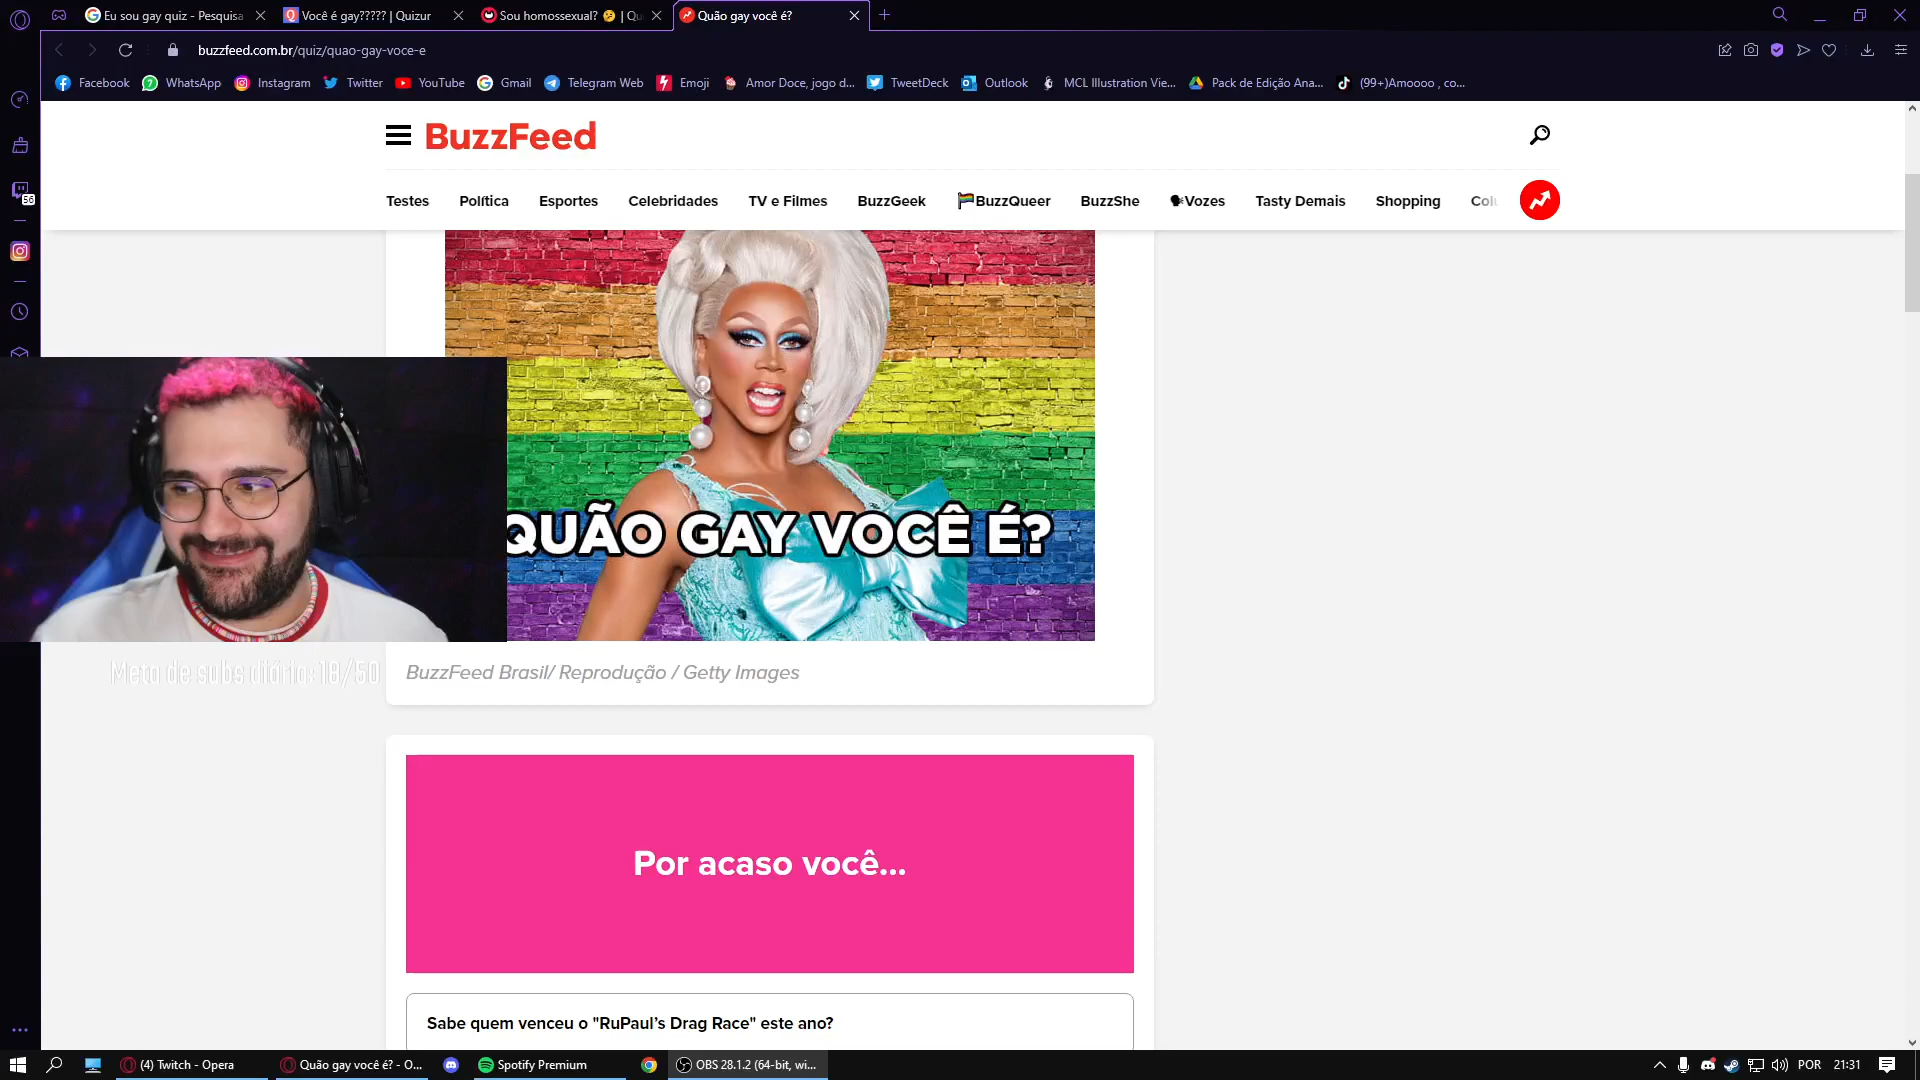 Eu sou gay quiz - Pesquisa
Você é gay????? | Quizur
Sou homossexual? 🤔 | Qu
Quão gay você é?
buzzfeed.com.br/quiz/quao-gay-voce-e
Facebook
WhatsApp
Instagram
Twitter
YouTube
Gmail
Telegram Web
Emoji
Amor Doce, jogo d...
TweetDeck
Outlook
MCL Illustration Vie...
Pack de Edição Ana...
(99+)Amoooo , co...
BuzzFeed
Testes
Política
Esportes
Celebridades
TV e Filmes
BuzzGeek
🏳️‍🌈BuzzQueer
BuzzShe
🗣Vozes
Tasty Demais
Shopping
Colu
56
QUÃO GAY VOCÊ É?
Meta de subs diário: 18/50
BuzzFeed Brasil/ Reprodução / Getty Images
Por acaso você...
Sabe quem venceu o "RuPaul’s Drag Race" este ano?
(4) Twitch - Opera
Quão gay você é? - O...
Spotify Premium
OBS 28.1.2 (64-bit, wi...
POR
21:31